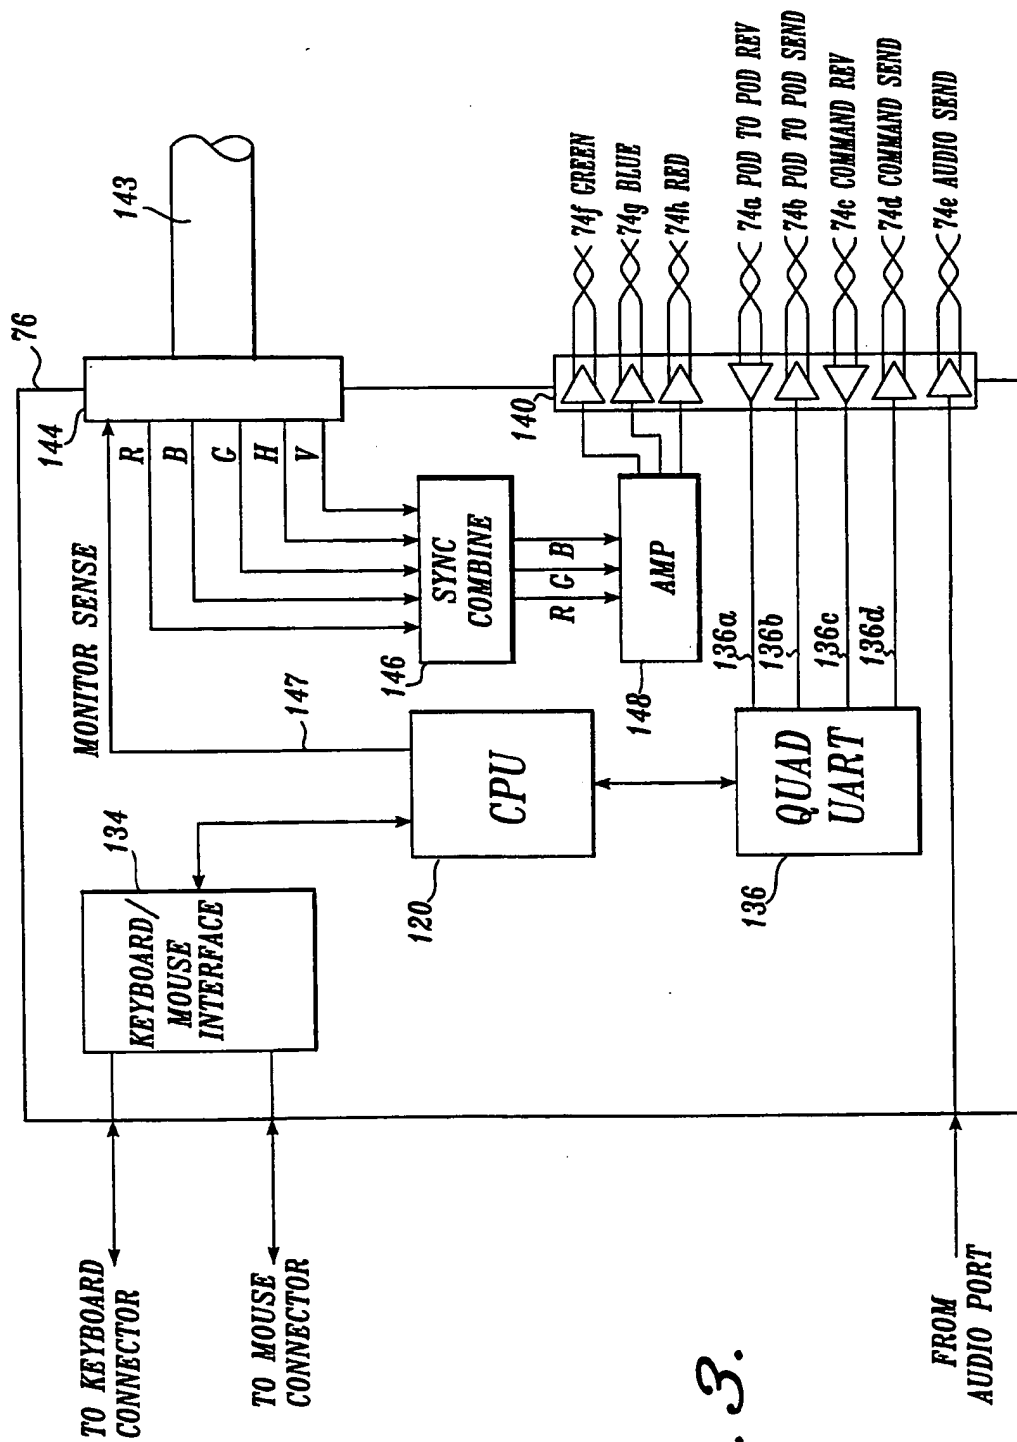 TO KEYBOARD
CONNECTOR
TO MOUSE
CONNECTOR
FROM
AUDIO PORT
. 3.
KEYBOARD/
MOUSE
INTERFACE
134
MONITOR SENSE
147
CPU
120
QUAD
UART
136
136a
136b
136c
136d
144
76
143
R
B
G
H
V
SYNC
COMBINE
146
R
G
B
AMP
148
140
74f GREEN
74g BLUE
74h RED
74a POD TO POD REV
74b POD TO POD SEND
74c COMMAND REV
74d COMMAND SEND
74e AUDIO SEND